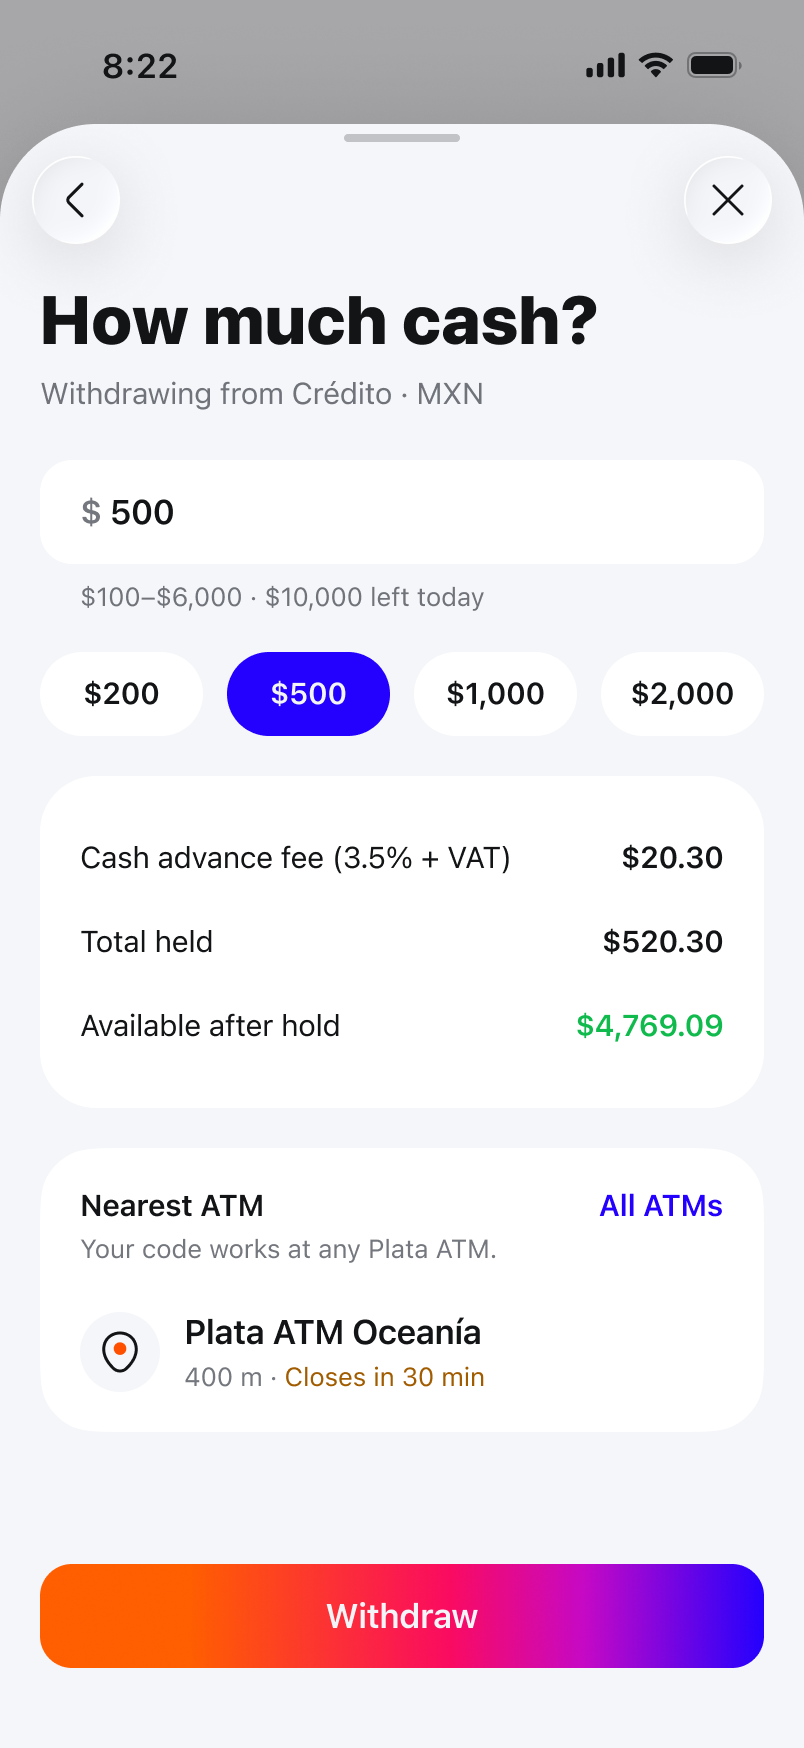 8:22
How much cash?
Withdrawing from Crédito · MXN
$ 500
$100–$6,000 · $10,000 left today
$200 $500 $1,000 $2,000
Cash advance fee (3.5% + VAT) $20.30
Total held $520.30
Available after hold $4,769.09
Nearest ATM All ATMs
Your code works at any Plata ATM.
Plata ATM Oceanía
400 m · Closes in 30 min
Withdraw